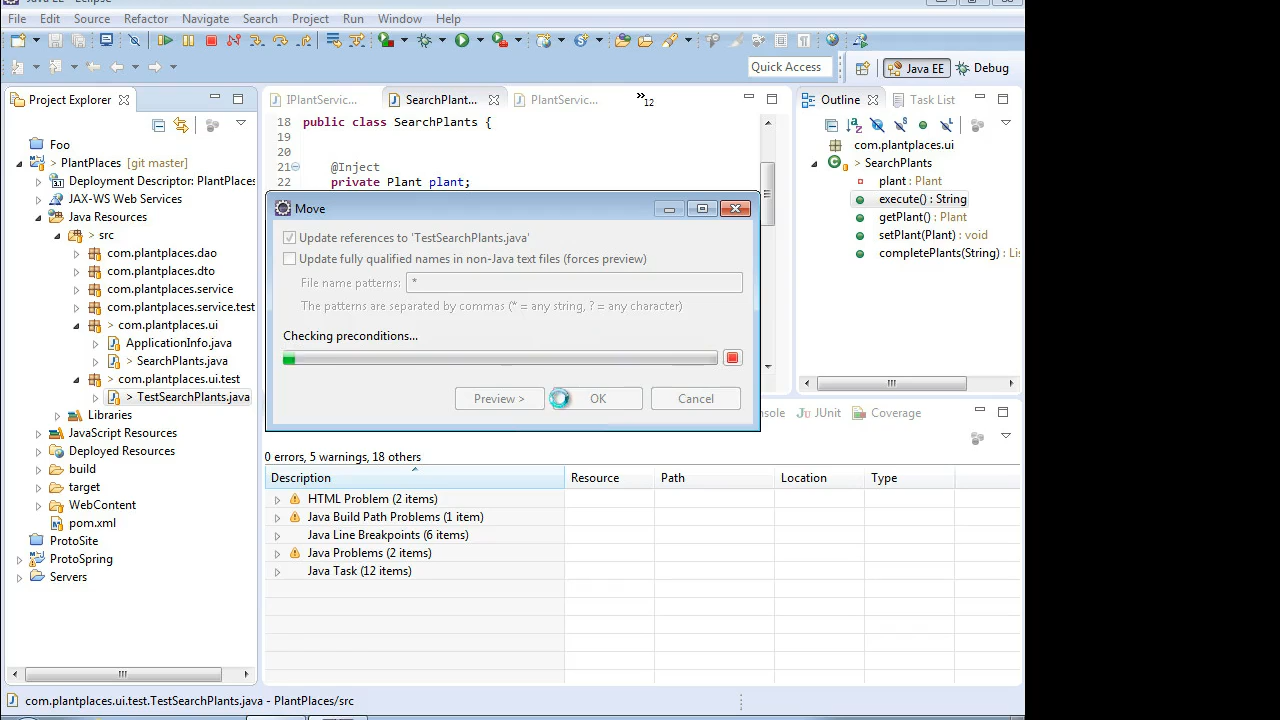 Java EE - Eclipse
File Edit Source Refactor Navigate Search Project Run Window Help
Quick Access
Java EE
Debug
Project Explorer
IPlantServic...
SearchPlant...
PlantServic...
»12
Outline
Task List
Foo
> PlantPlaces [git master]
Deployment Descriptor: PlantPlaces
JAX-WS Web Services
Java Resources
> src
com.plantplaces.dao
com.plantplaces.dto
com.plantplaces.service
com.plantplaces.service.test
> com.plantplaces.ui
ApplicationInfo.java
> SearchPlants.java
> com.plantplaces.ui.test
> TestSearchPlants.java
Libraries
JavaScript Resources
Deployed Resources
build
target
WebContent
pom.xml
ProtoSite
ProtoSpring
Servers
18 public class SearchPlants {
19
20
21 @Inject
22 private Plant plant;
Move
Update references to 'TestSearchPlants.java'
Update fully qualified names in non-Java text files (forces preview)
File name patterns: *
The patterns are separated by commas (* = any string, ? = any character)
Checking preconditions...
Preview >
OK
Cancel
com.plantplaces.ui
> SearchPlants
plant : Plant
execute() : String
getPlant() : Plant
setPlant(Plant) : void
completePlants(String) : Li
nsole
JUnit
Coverage
0 errors, 5 warnings, 18 others
Description Resource Path Location Type
HTML Problem (2 items)
Java Build Path Problems (1 item)
Java Line Breakpoints (6 items)
Java Problems (2 items)
Java Task (12 items)
com.plantplaces.ui.test.TestSearchPlants.java - PlantPlaces/src